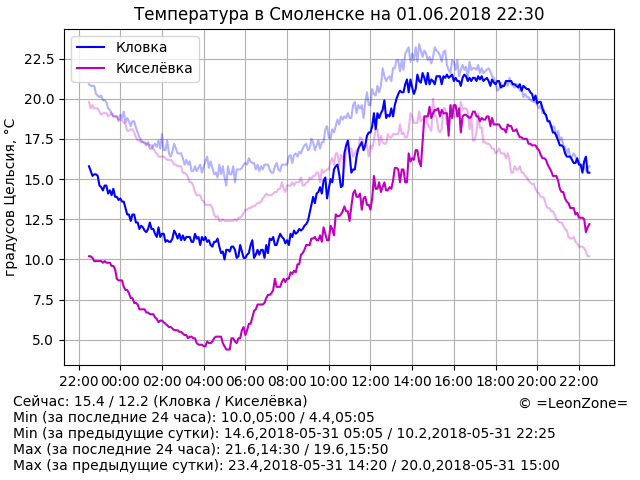 Температура в Смоленске на 01.06.2018 22:30
Кловка
Киселёвка
градусов Цельсия, °C
22.5
20.0
17.5
15.0
12.5
10.0
7.5
5.0
22:00 00:00 02:00 04:00 06:00 08:00 10:00 12:00 14:00 16:00 18:00 20:00 22:00
Сейчас: 15.4 / 12.2 (Кловка / Киселёвка)
© =LeonZone=
Min (за последние 24 часа): 10.0,05:00 / 4.4,05:05
Min (за предыдущие сутки): 14.6,2018-05-31 05:05 / 10.2,2018-05-31 22:25
Max (за последние 24 часа): 21.6,14:30 / 19.6,15:50
Max (за предыдущие сутки): 23.4,2018-05-31 14:20 / 20.0,2018-05-31 15:00